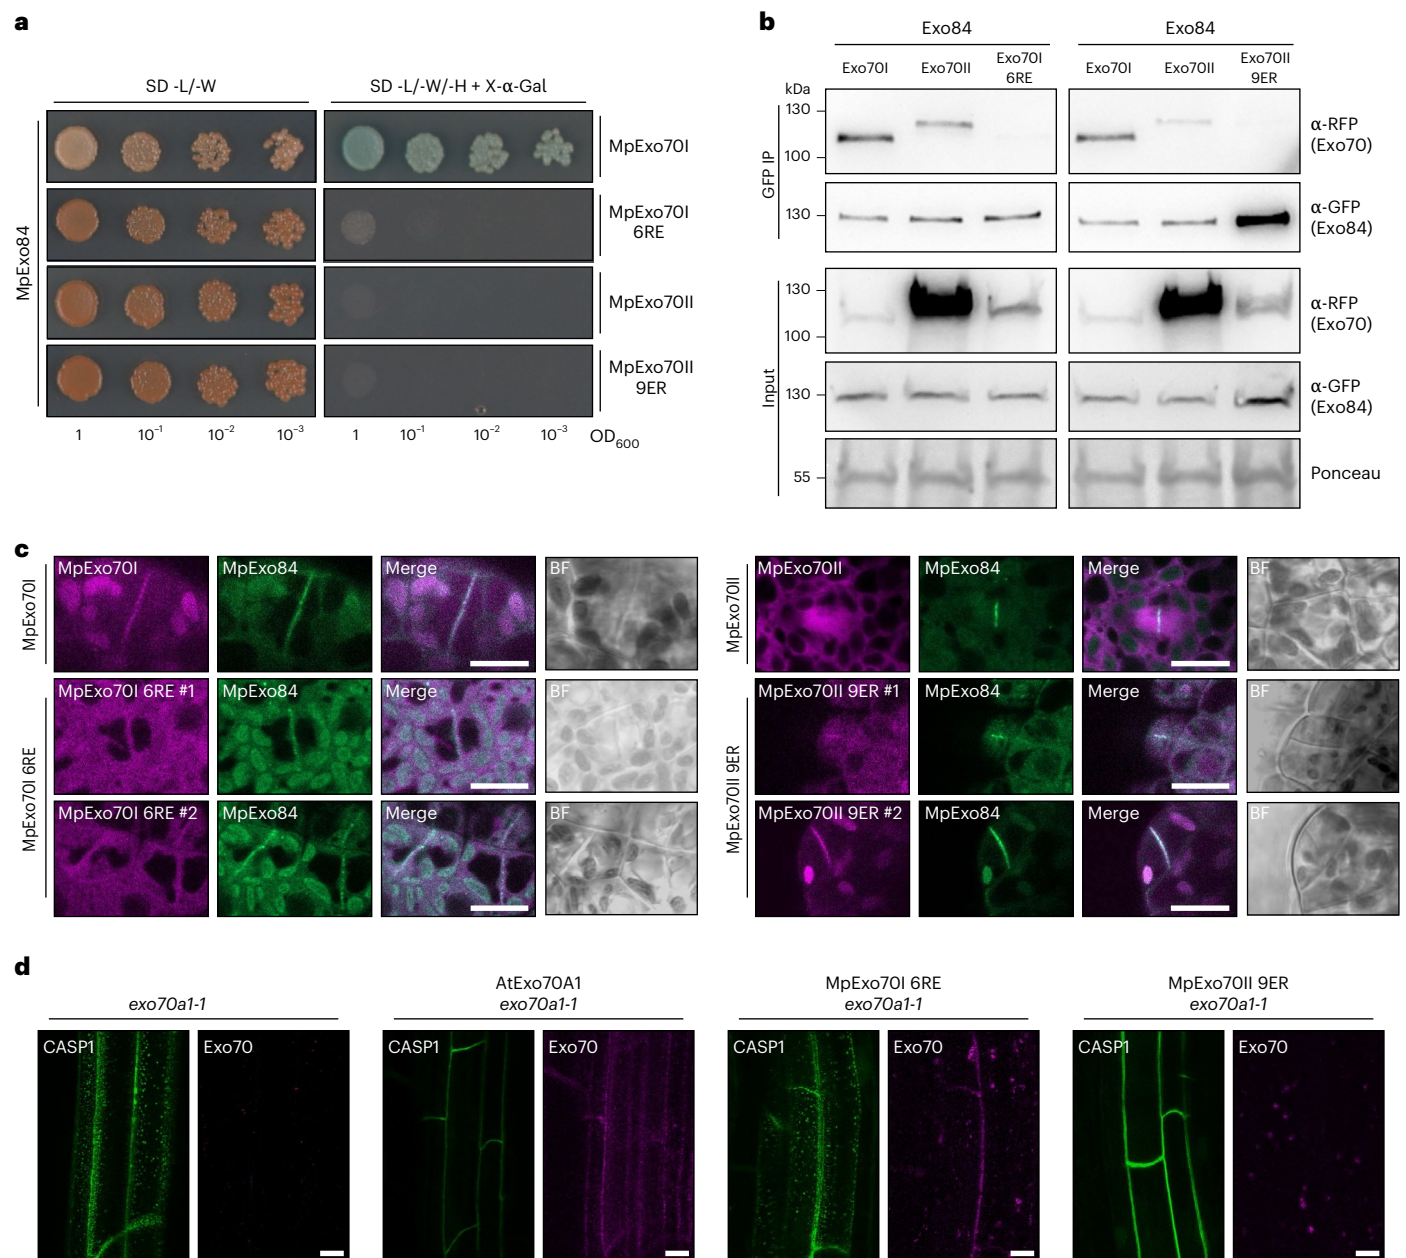 a
SD -L/-W
SD -L/-W/-H + X-α-Gal
MpExo84
MpExo70I
MpExo70I
6RE
MpExo70II
MpExo70II
9ER
1
10⁻¹
10⁻²
10⁻³
1
10⁻¹
10⁻²
10⁻³
OD600
b
Exo84
Exo84
Exo70I
Exo70II
Exo70I
6RE
Exo70I
Exo70II
Exo70II
9ER
kDa
GFP IP
130
100
α-RFP
(Exo70)
130
α-GFP
(Exo84)
Input
130
100
α-RFP
(Exo70)
130
α-GFP
(Exo84)
55
Ponceau
c
MpExo70I
MpExo70I
MpExo84
Merge
BF
MpExo70II 6RE
MpExo70I 6RE #1
MpExo84
Merge
BF
MpExo70I 6RE #2
MpExo84
Merge
BF
MpExo70II
MpExo70II
MpExo84
Merge
BF
MpExo70II 9ER
MpExo70II 9ER #1
MpExo84
Merge
BF
MpExo70II 9ER #2
MpExo84
Merge
BF
d
exo70a1-1
CASP1
Exo70
AtExo70A1
exo70a1-1
CASP1
Exo70
MpExo70I 6RE
exo70a1-1
CASP1
Exo70
MpExo70II 9ER
exo70a1-1
CASP1
Exo70